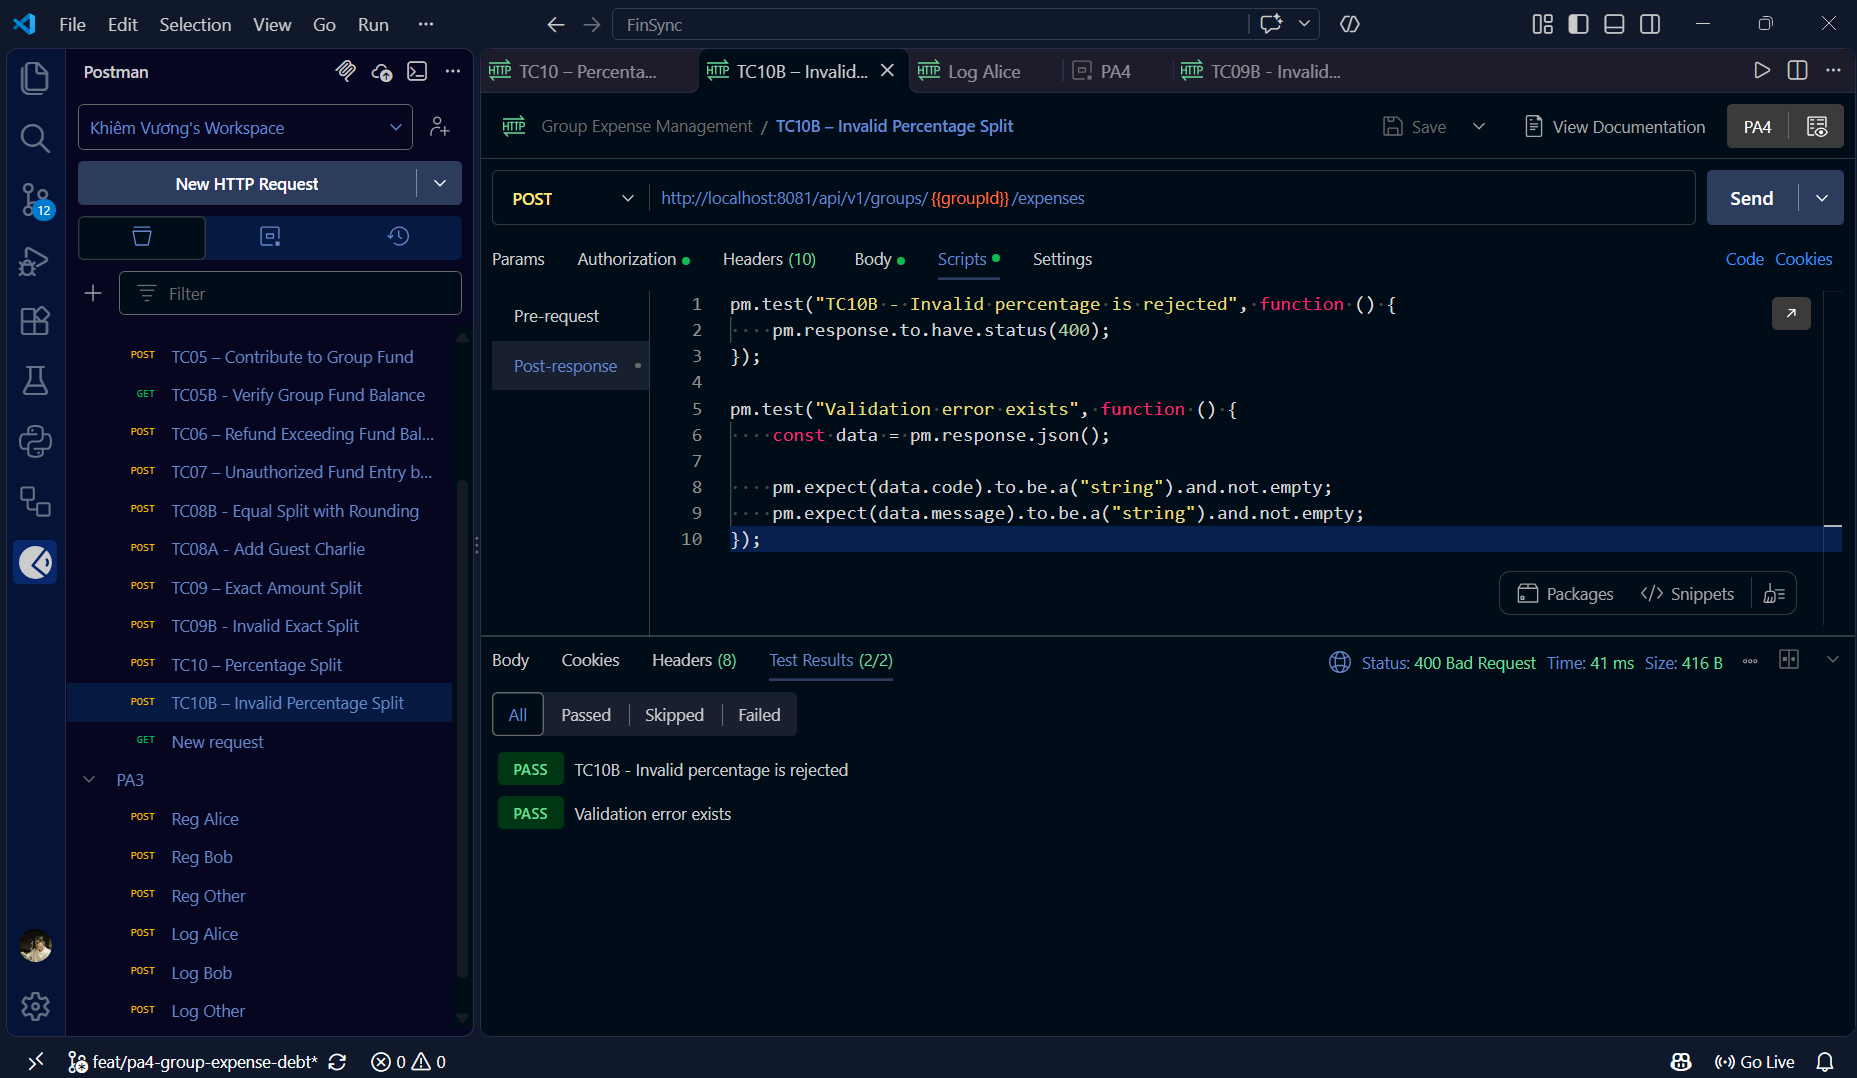 File Edit Selection View Go Run ···
FinSync
Postman
Khiêm Vương's Workspace
New HTTP Request
12
Filter
POST TC05 – Contribute to Group Fund
GET TC05B - Verify Group Fund Balance
POST TC06 – Refund Exceeding Fund Bal...
POST TC07 – Unauthorized Fund Entry b...
POST TC08B - Equal Split with Rounding
POST TC08A - Add Guest Charlie
POST TC09 – Exact Amount Split
POST TC09B - Invalid Exact Split
POST TC10 – Percentage Split
POST TC10B – Invalid Percentage Split
GET New request
PA3
POST Reg Alice
POST Reg Bob
POST Reg Other
POST Log Alice
POST Log Bob
POST Log Other
HTTP TC10 – Percenta...
HTTP TC10B – Invalid...
HTTP Log Alice
PA4
HTTP TC09B - Invalid...
HTTP Group Expense Management / TC10B – Invalid Percentage Split
Save
View Documentation
PA4
POST http://localhost:8081/api/v1/groups/{{groupId}}/expenses
Send
Params Authorization Headers (10) Body Scripts Settings
Code Cookies
Pre-request
Post-response
1 pm.test("TC10B - Invalid percentage is rejected", function () {
2 pm.response.to.have.status(400);
3 });
4
5 pm.test("Validation error exists", function () {
6 const data = pm.response.json();
7
8 pm.expect(data.code).to.be.a("string").and.not.empty;
9 pm.expect(data.message).to.be.a("string").and.not.empty;
10 });
Packages </> Snippets
Body Cookies Headers (8) Test Results (2/2)
Status: 400 Bad Request Time: 41 ms Size: 416 B
All Passed Skipped Failed
PASS TC10B - Invalid percentage is rejected
PASS Validation error exists
feat/pa4-group-expense-debt* 0 0
Go Live